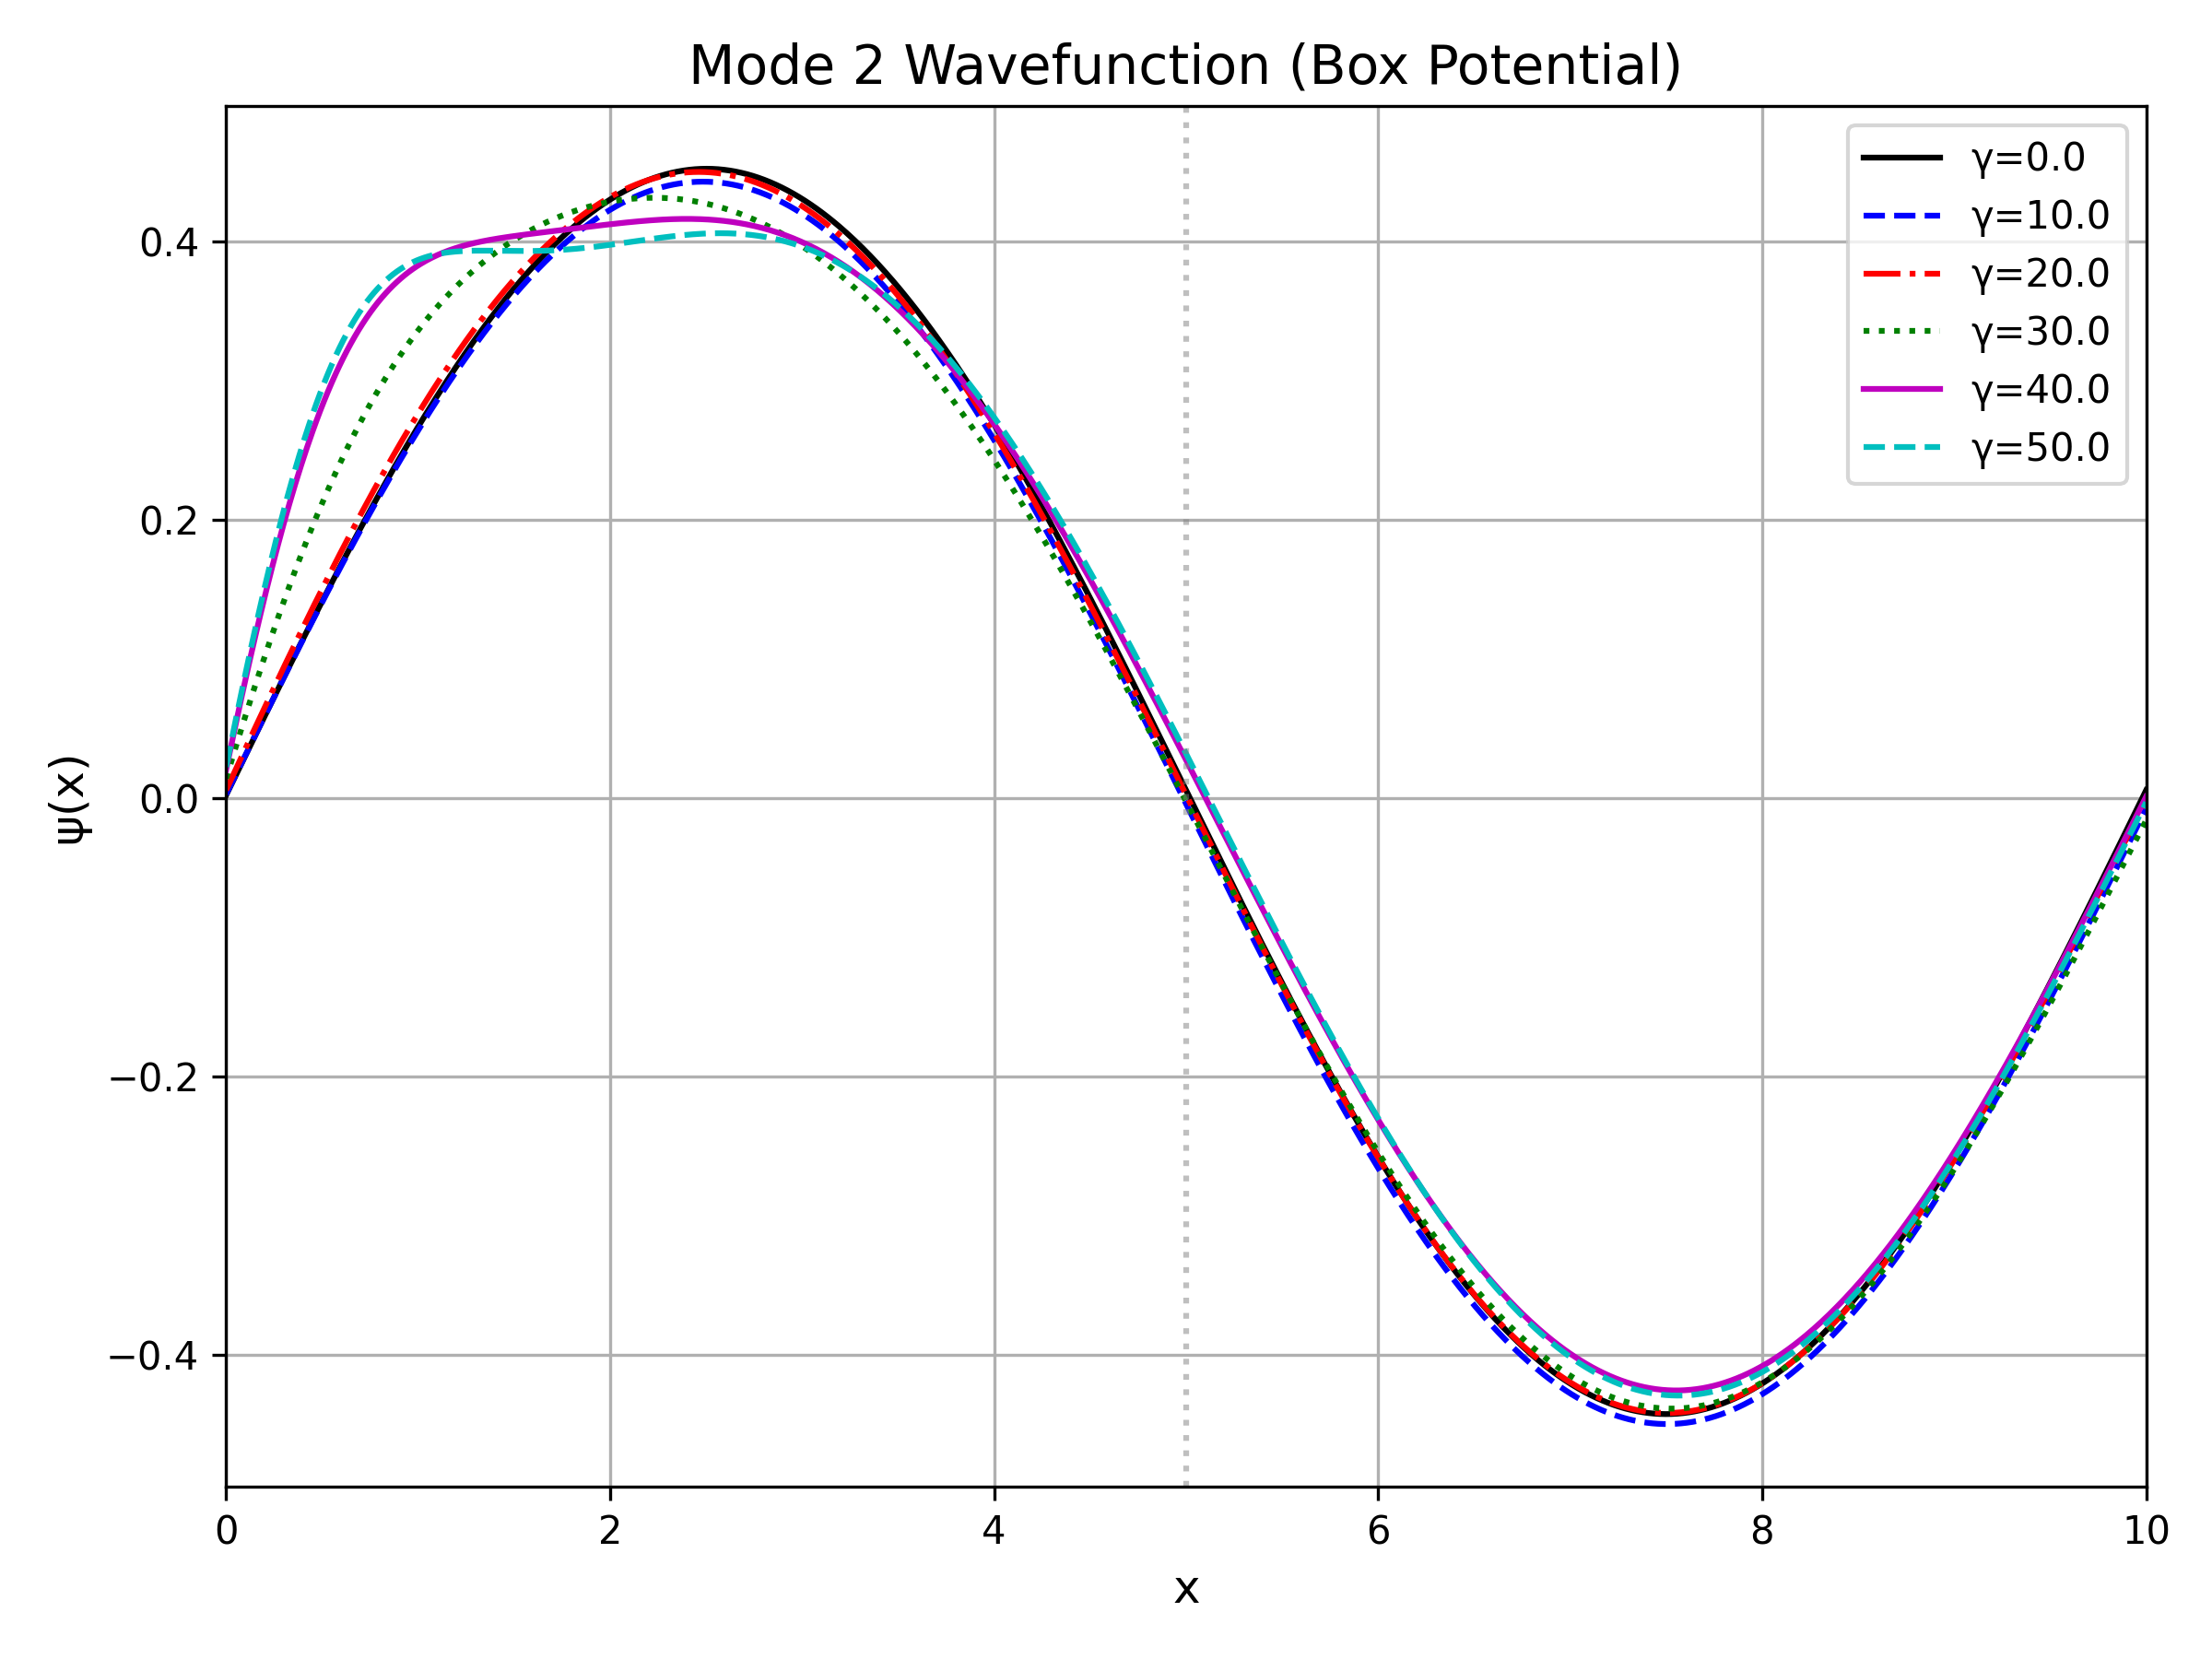 Mode 2 Wavefunction (Box Potential)
γ=0.0
γ=10.0
γ=20.0
γ=30.0
γ=40.0
γ=50.0
ψ(x)
0.4
0.2
0.0
−0.2
−0.4
0 2 4 6 8 10
x